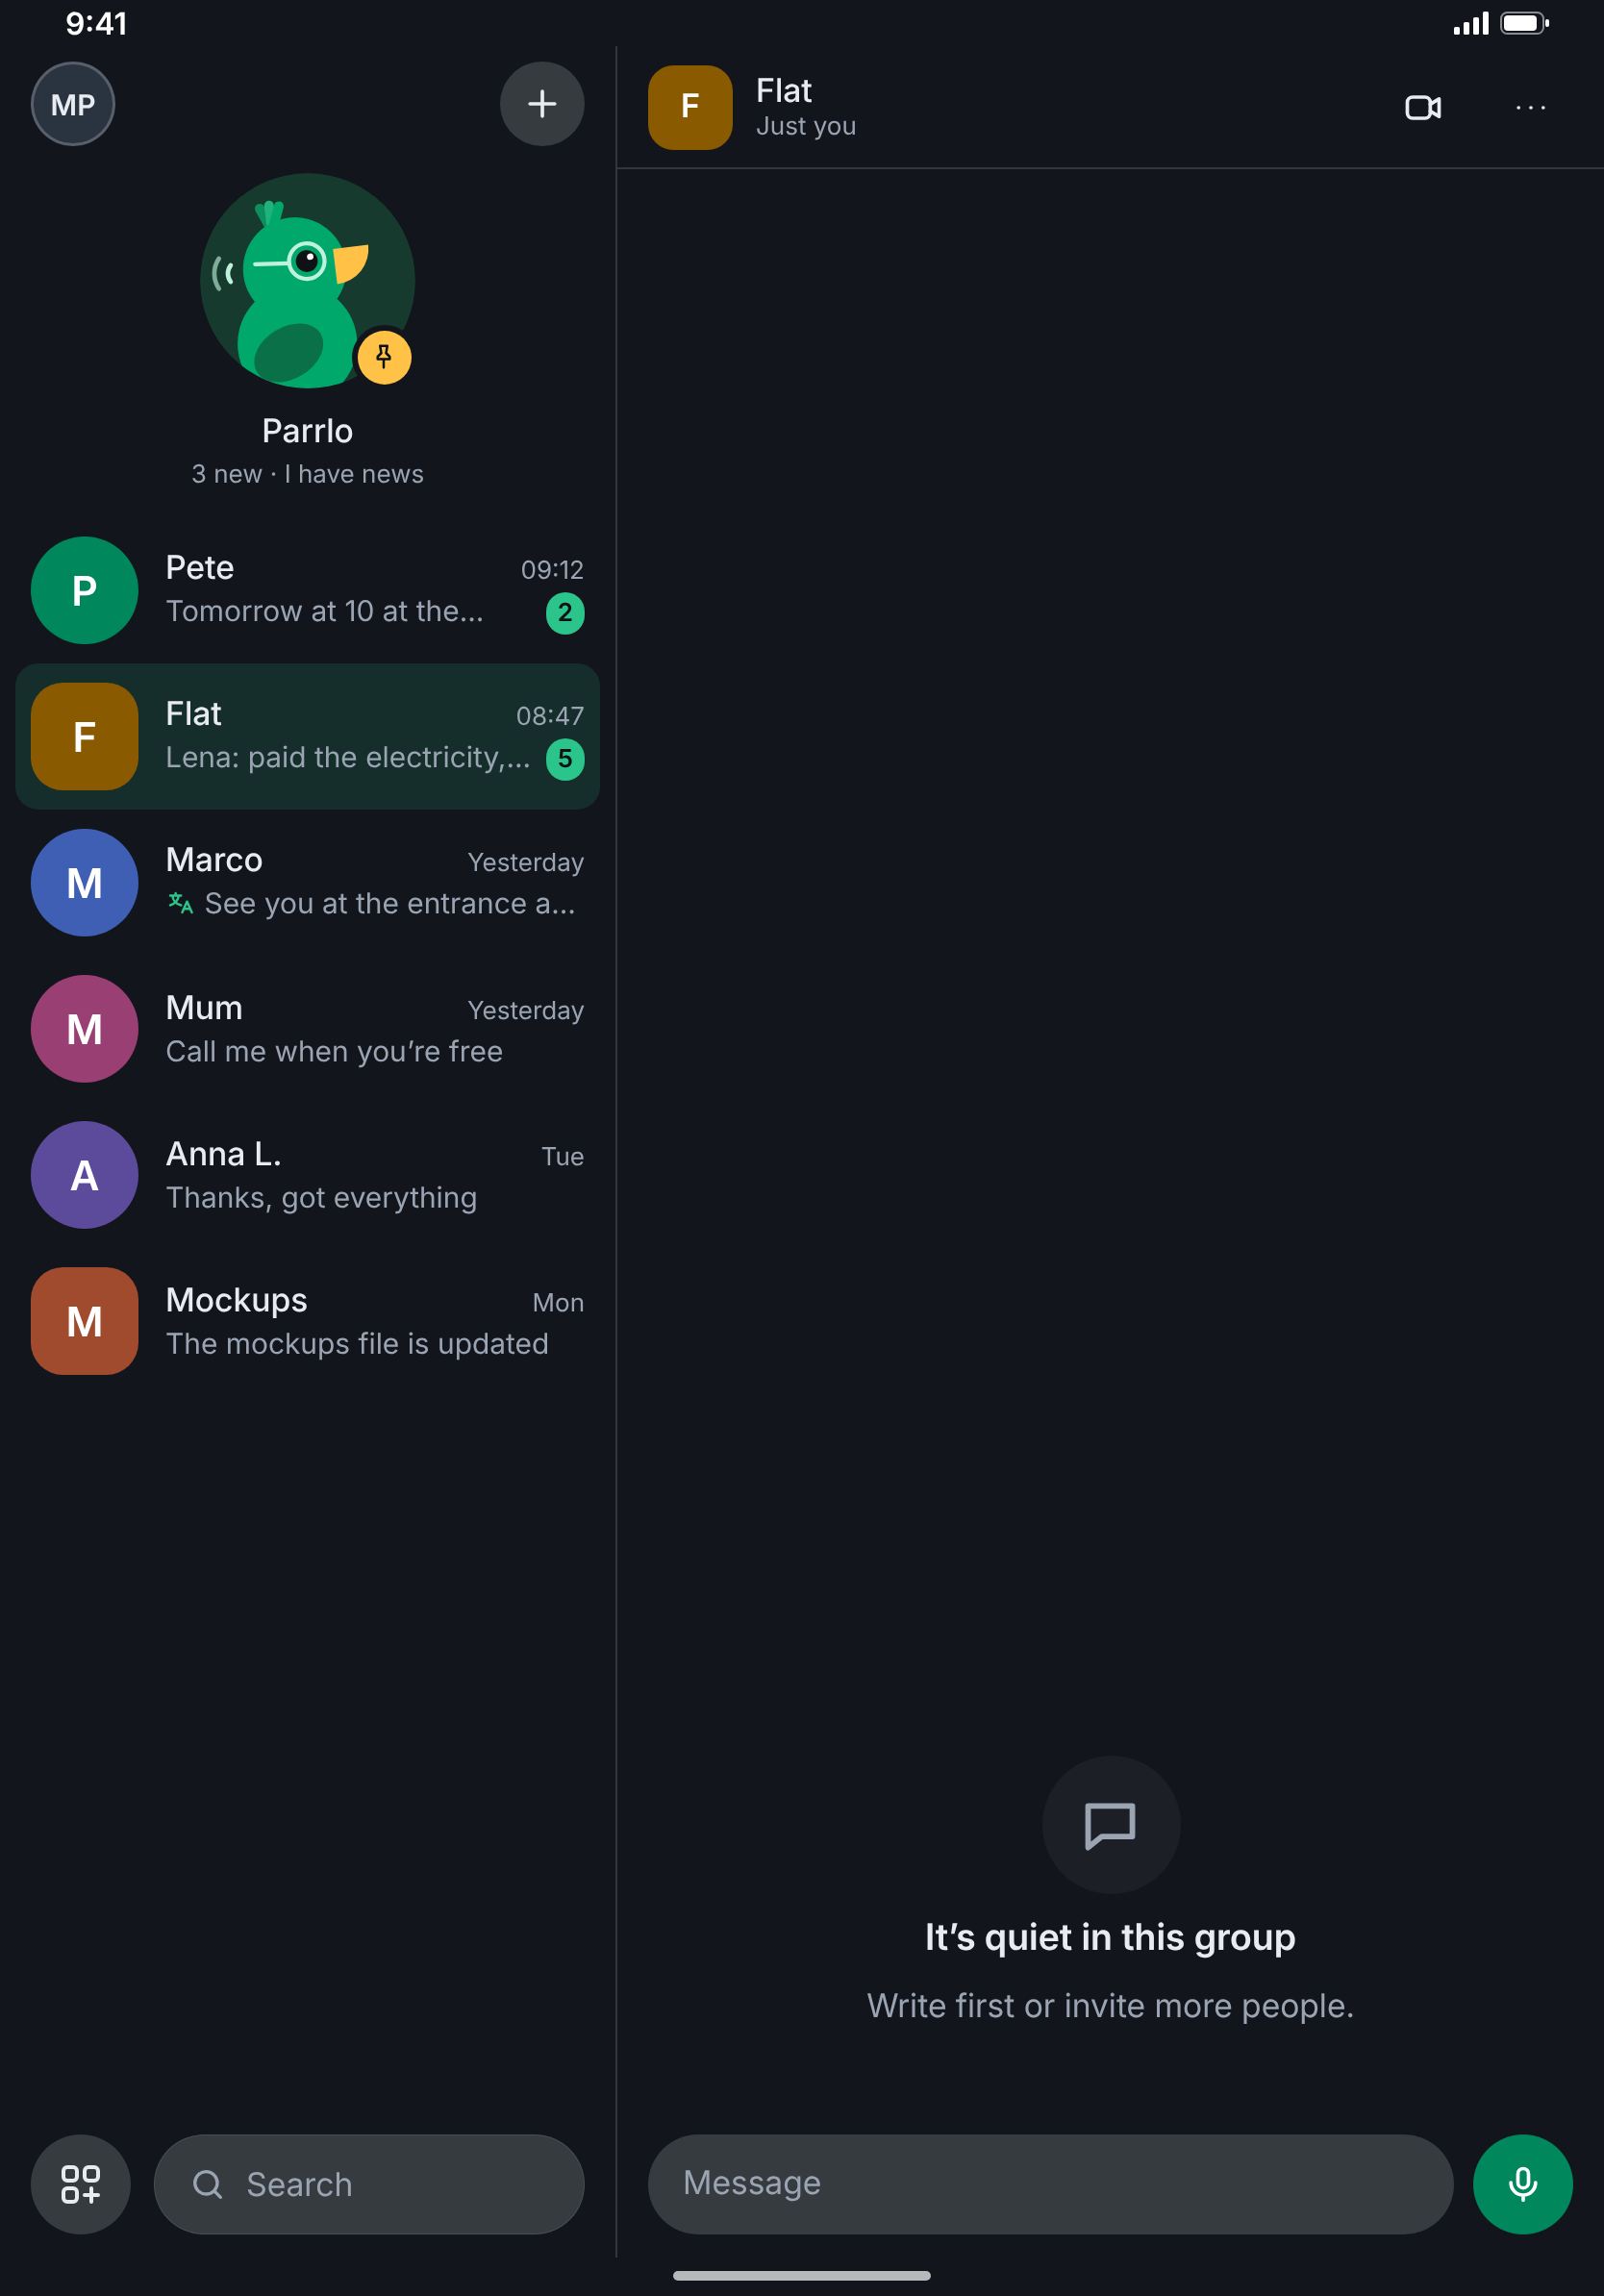 9:41
MP
Parrlo
3 new · I have news
P
Pete
09:12
Tomorrow at 10 at the...
2
F
Flat
08:47
Lena: paid the electricity,...
5
M
Marco
Yesterday
See you at the entrance a...
M
Mum
Yesterday
Call me when you’re free
A
Anna L.
Tue
Thanks, got everything
M
Mockups
Mon
The mockups file is updated
Search
F
Flat
Just you
It’s quiet in this group
Write first or invite more people.
Message